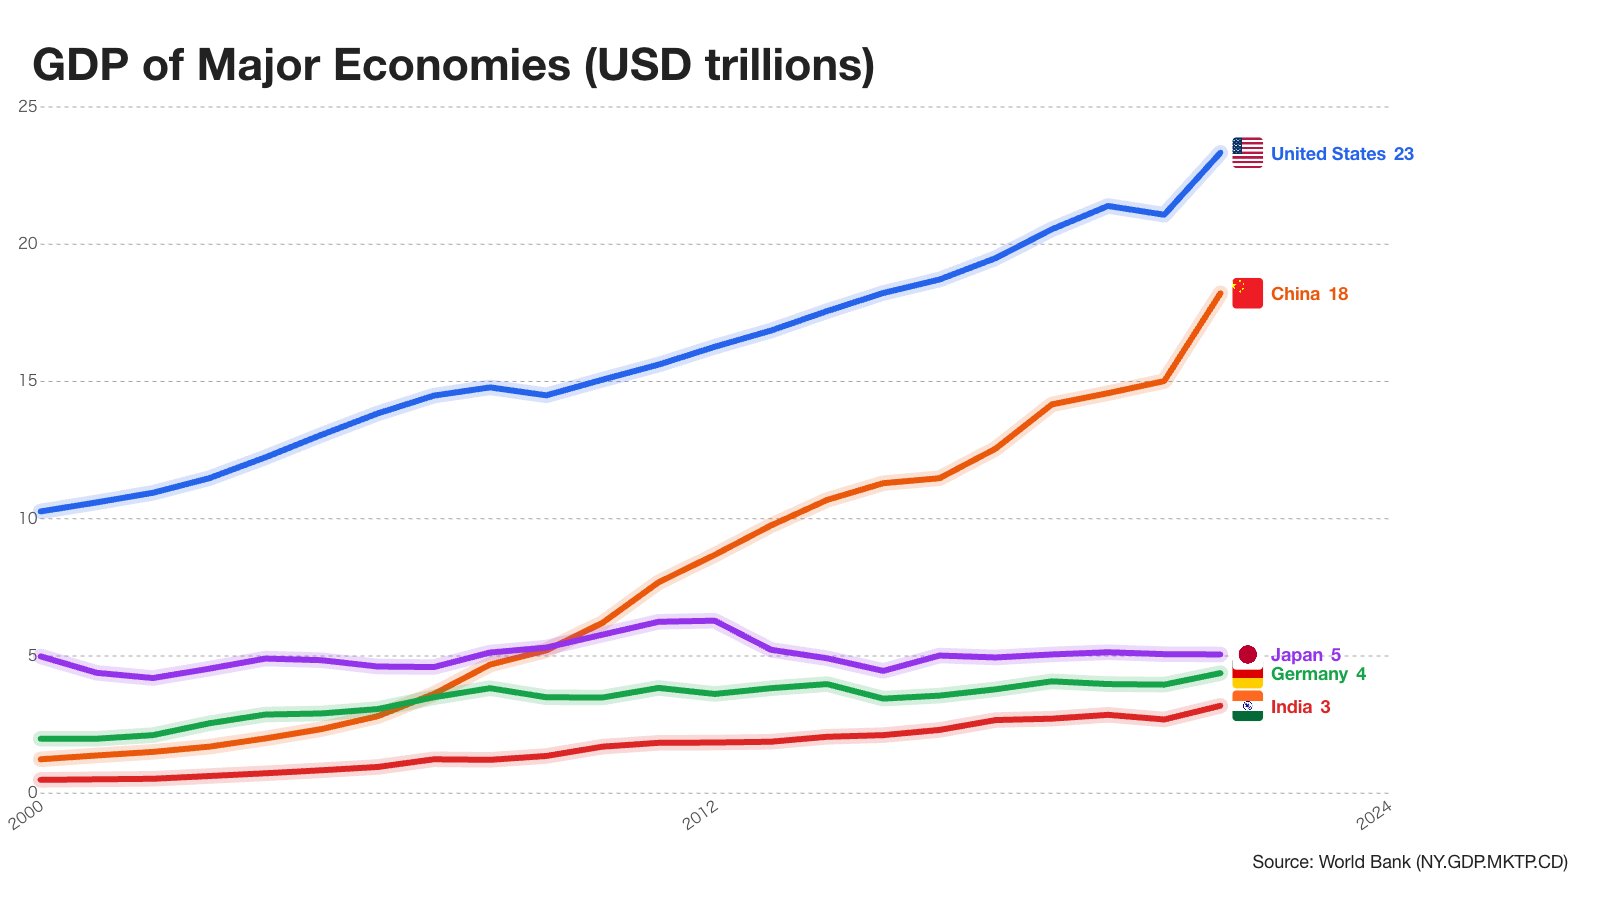 GDP of Major Economies (USD trillions)
25
20
15
10
5
0
United States 23
China 18
Japan 5
Germany 4
India 3
2000
2012
2024
Source: World Bank (NY.GDP.MKTP.CD)